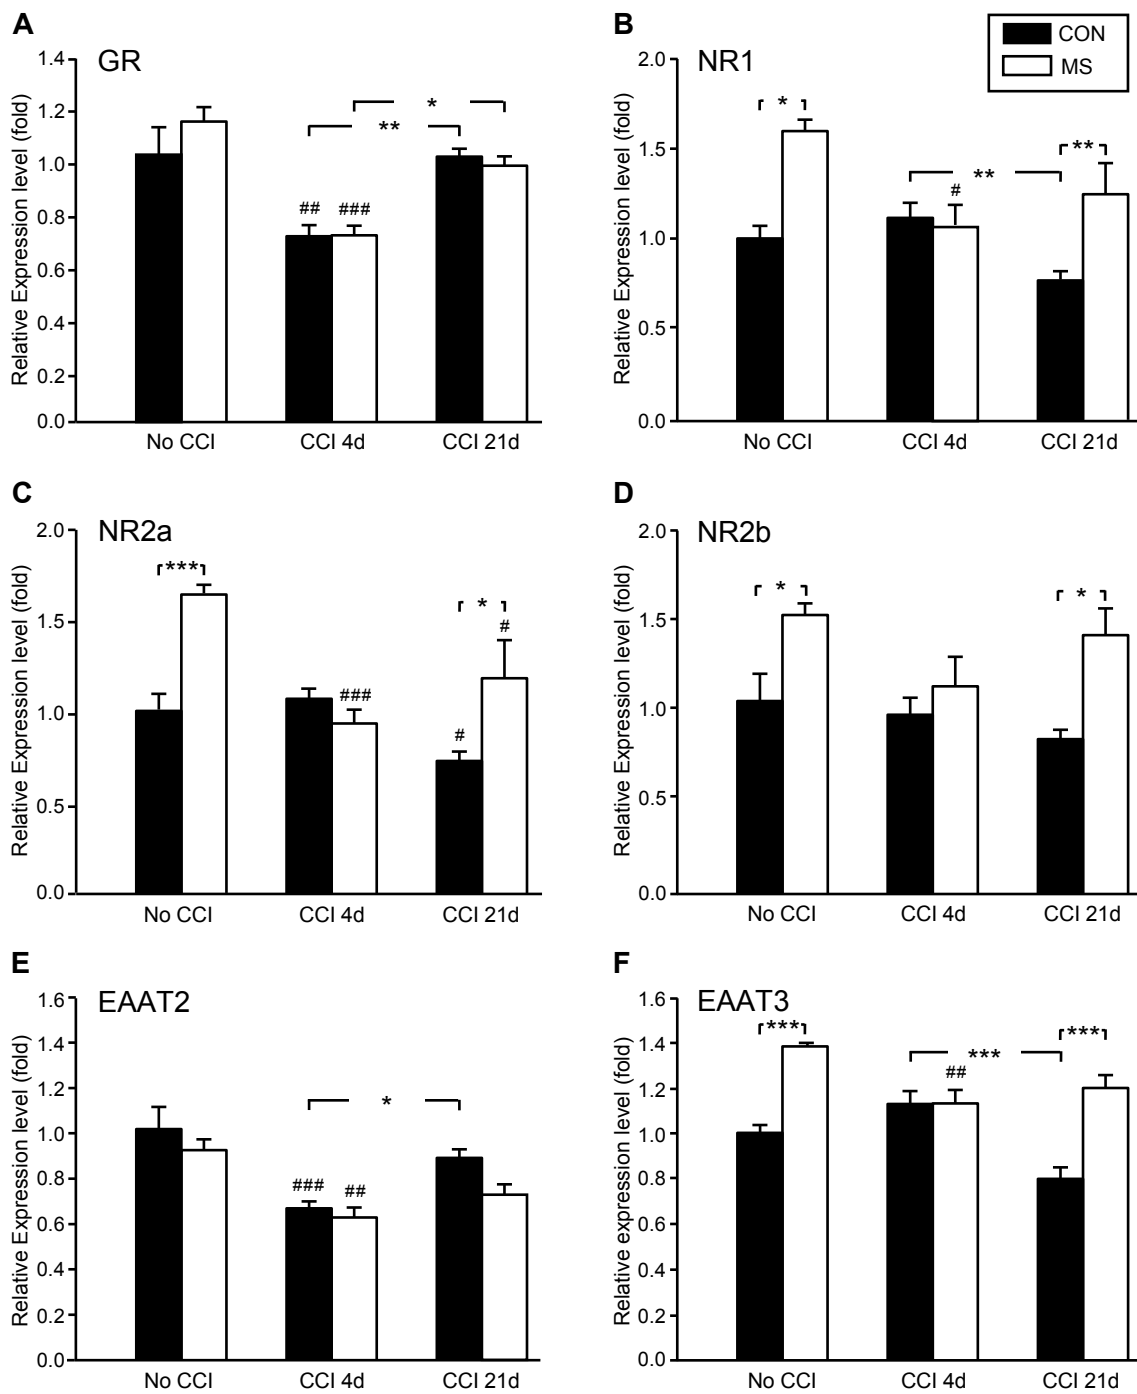 A
GR
Relative Expression level (fold)
1.4
1.2
1.0
0.8
0.6
0.4
0.2
0.0
*
**
##
###
No CCI
CCI 4d
CCI 21d
B
NR1
CON
MS
Relative Expression level (fold)
2.0
1.5
1.0
0.5
0.0
*
**
**
#
No CCI
CCI 4d
CCI 21d
C
NR2a
Relative Expression level (fold)
2.0
1.5
1.0
0.5
0.0
***
*
#
###
#
No CCI
CCI 4d
CCI 21d
D
NR2b
Relative Expression level (fold)
2.0
1.5
1.0
0.5
0.0
*
*
No CCI
CCI 4d
CCI 21d
E
EAAT2
Relative Expression level (fold)
1.6
1.4
1.2
1.0
0.8
0.6
0.4
0.2
0.0
*
###
##
No CCI
CCI 4d
CCI 21d
F
EAAT3
Relative expression level (fold)
1.6
1.4
1.2
1.0
0.8
0.6
0.4
0.2
0.0
***
***
***
##
No CCI
CCI 4d
CCI 21d